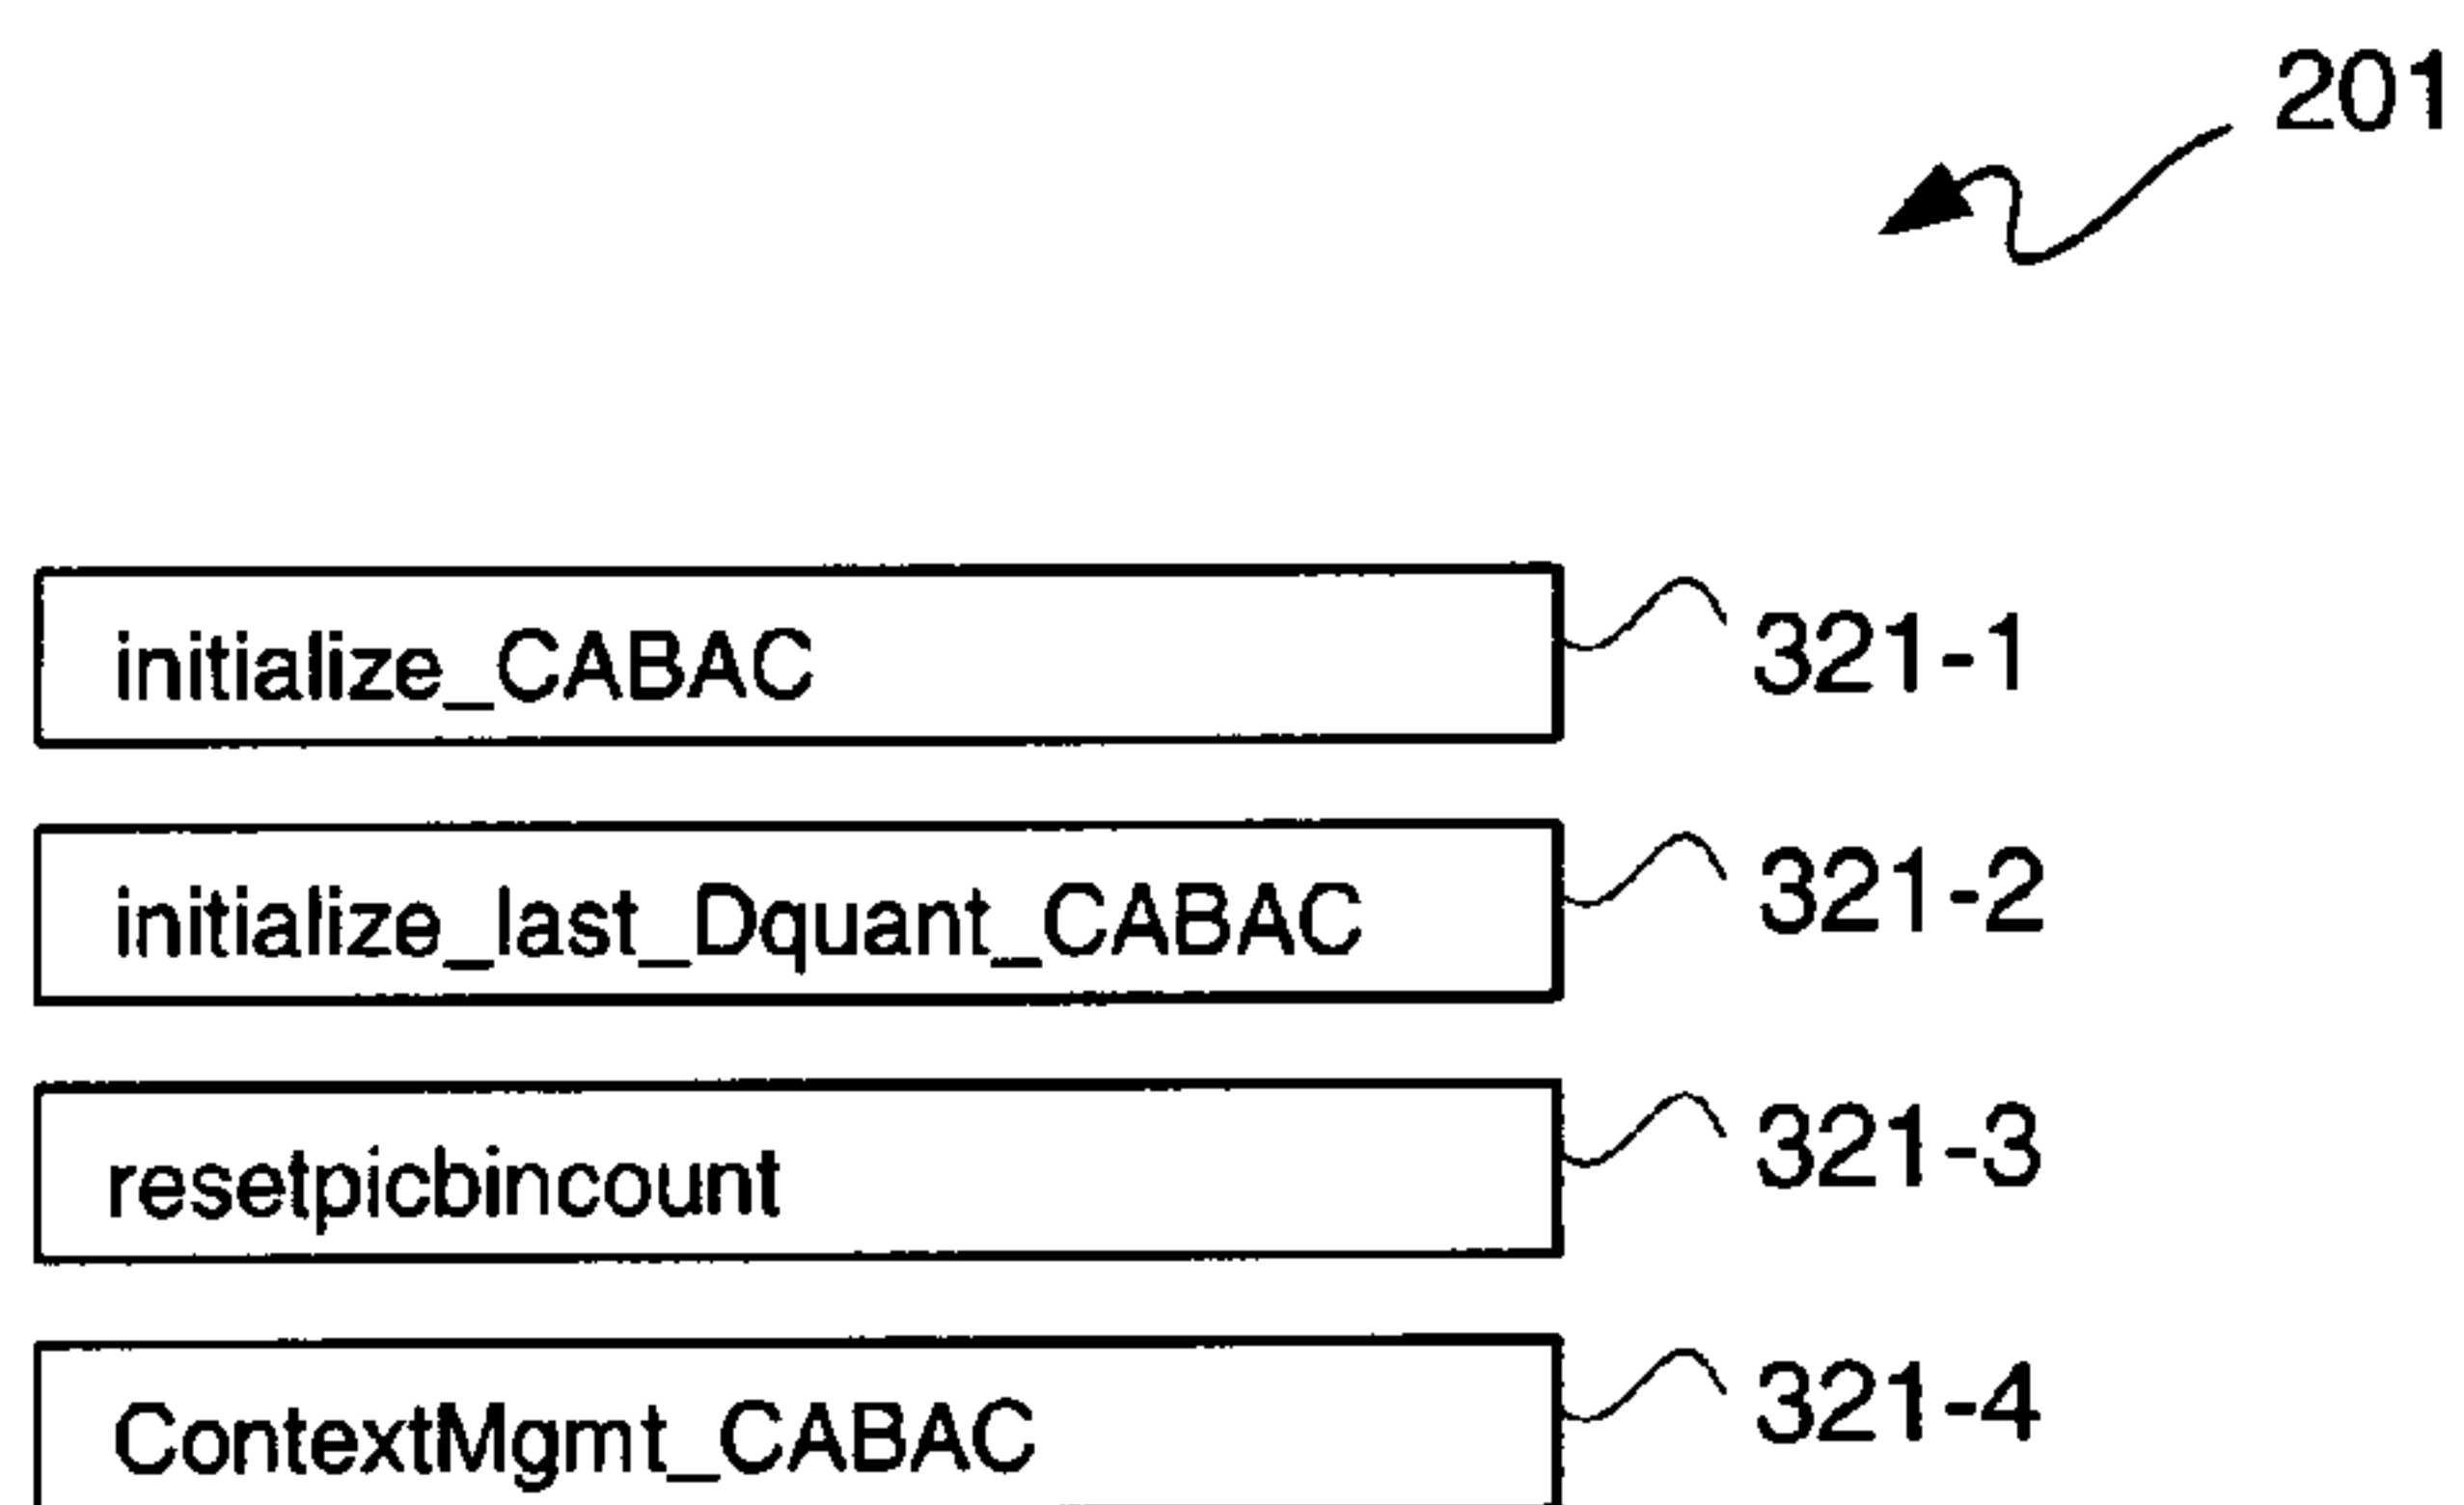 201
initialize_CABAC 321-1
initialize_last_Dquant_CABAC 321-2
resetpicbincount 321-3
ContextMgmt_CABAC 321-4